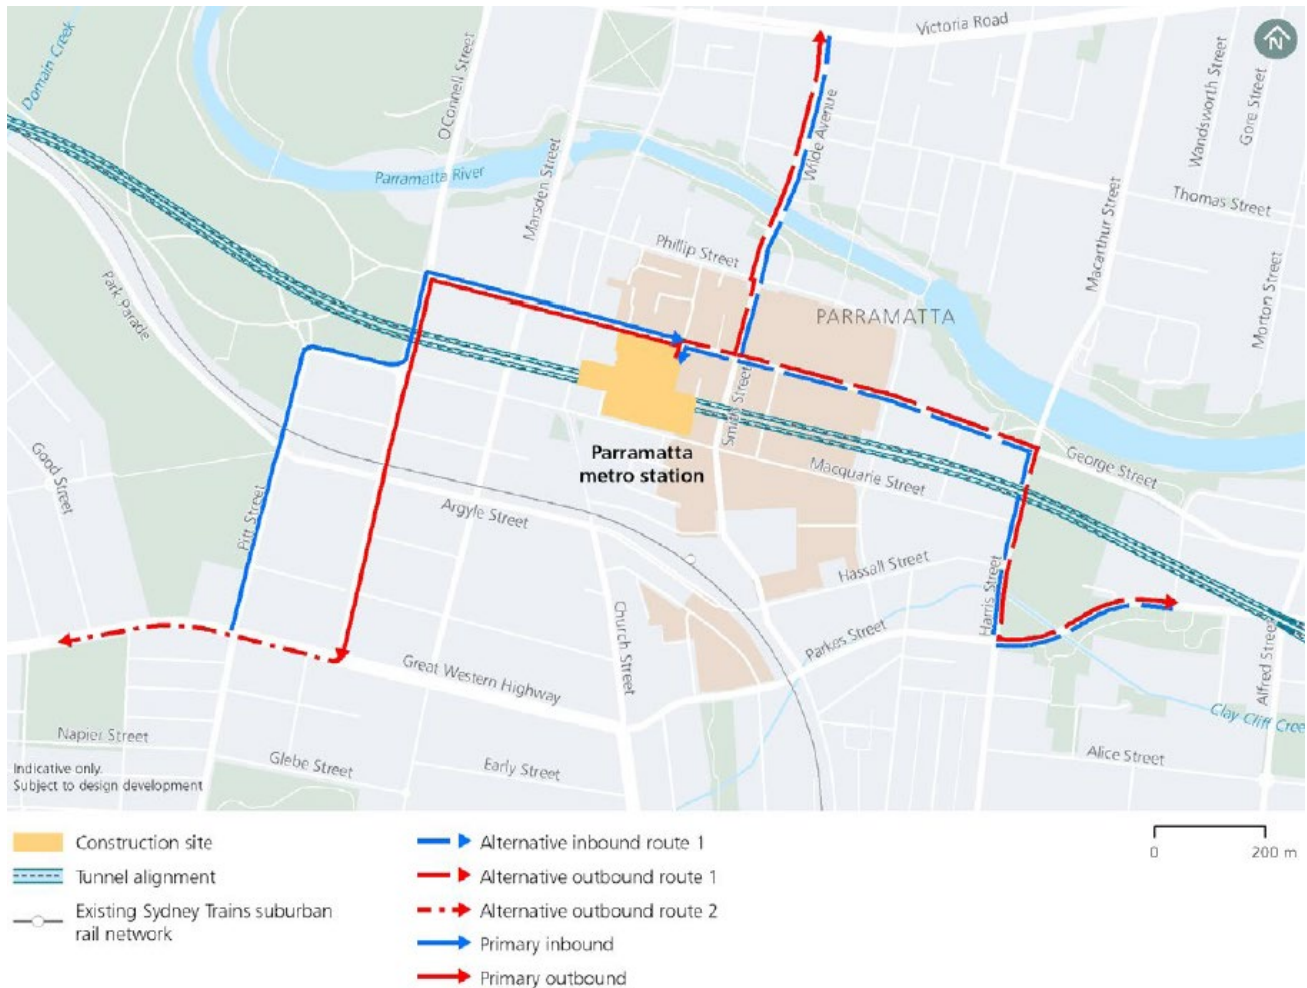 Victoria Road
N
Domain Creek
O'Connell Street
Marsden Street
Parramatta River
Wilde Avenue
Wandsworth Street
Gore Street
Thomas Street
Macarthur Street
Morton Street
Phillip Street
PARRAMATTA
Park Parade
Smith Street
Parramatta
metro station
Macquarie Street
George Street
Good Street
Pitt Street
Argyle Street
Hassall Street
Harris Street
Church Street
Parkes Street
Alfred Street
Great Western Highway
Clay Cliff Cree
Napier Street
Glebe Street
Early Street
Alice Street
Indicative only.
Subject to design development
Construction site
Tunnel alignment
Existing Sydney Trains suburban
rail network
Alternative inbound route 1
Alternative outbound route 1
Alternative outbound route 2
Primary inbound
Primary outbound
0
200 m